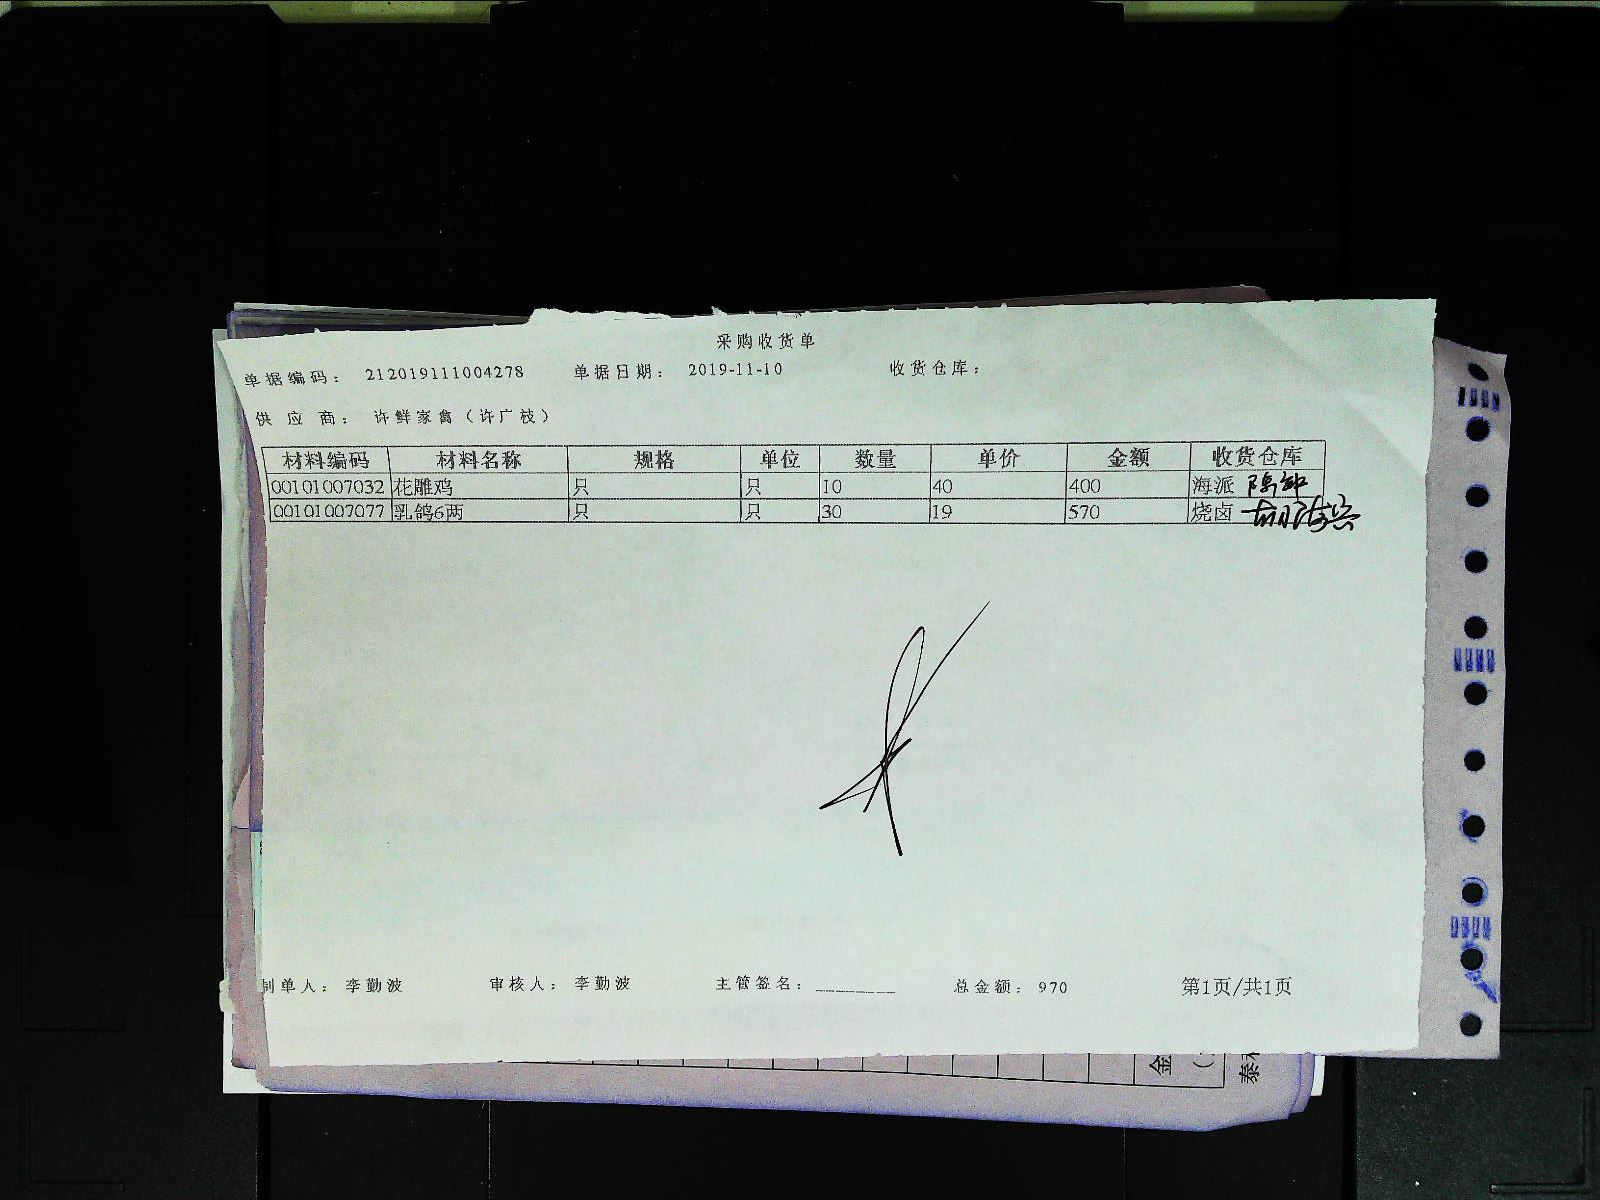 采购收货单
单据编码： 212019111004278 单据日期： 2019-11-10 收货仓库：
供 应 商： 许鲜家禽（许广枝）
材料编码 材料名称 规格 单位 数量 单价 金额 收货仓库
00101007032 花雕鸡 只 只 10 40 400 海派
00101007077 乳鸽6两 只 只 30 19 570 烧卤
制单人： 李勤波 审核人： 李勤波 主管签名： ________ 总金额： 970 第1页/共1页
金
泰